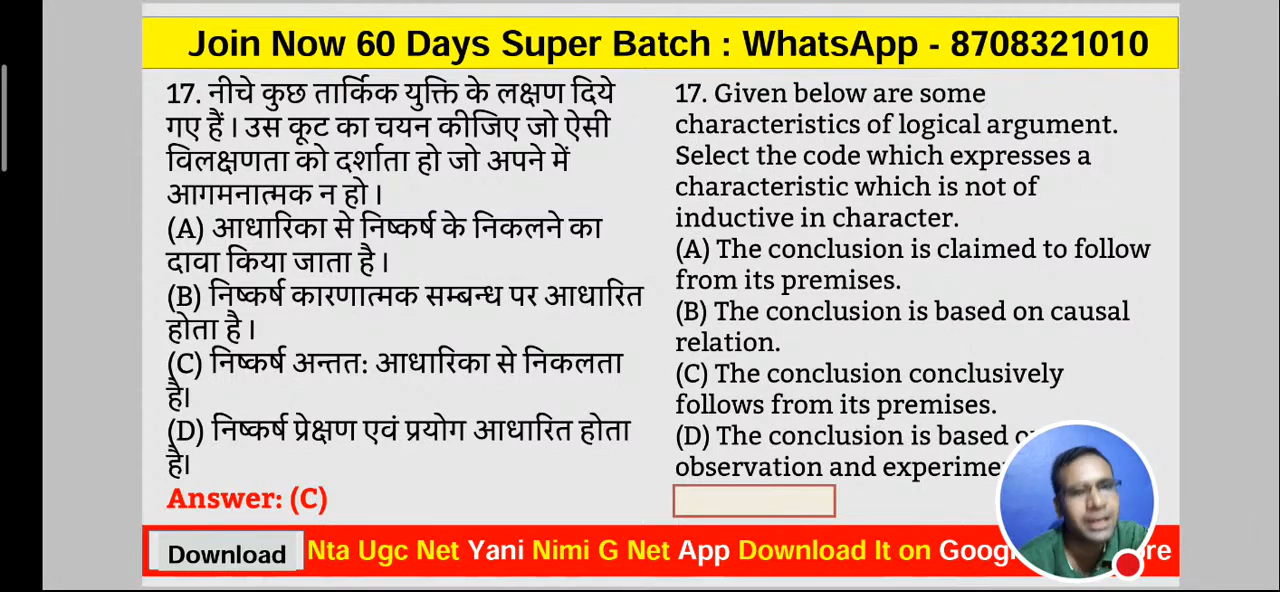 Join Now 60 Days Super Batch : WhatsApp - 8708321010
17. नीचे कुछ तार्किक युक्ति के लक्षण दिये
गए हैं। उस कूट का चयन कीजिए जो ऐसी
विलक्षणता को दर्शाता हो जो अपने में
आगमनात्मक न हो।
(A) आधारिका से निष्कर्ष के निकलने का
दावा किया जाता है।
(B) निष्कर्ष कारणात्मक सम्बन्ध पर आधारित
होता है।
(C) निष्कर्ष अन्तत: आधारिका से निकलता
है।
(D) निष्कर्ष प्रेक्षण एवं प्रयोग आधारित होता
है।
Answer: (C)
17. Given below are some
characteristics of logical argument.
Select the code which expresses a
characteristic which is not of
inductive in character.
(A) The conclusion is claimed to follow
from its premises.
(B) The conclusion is based on causal
relation.
(C) The conclusion conclusively
follows from its premises.
(D) The conclusion is based
observation and
Download Nta Ugc Net Yani Nimi G Net App Download It on